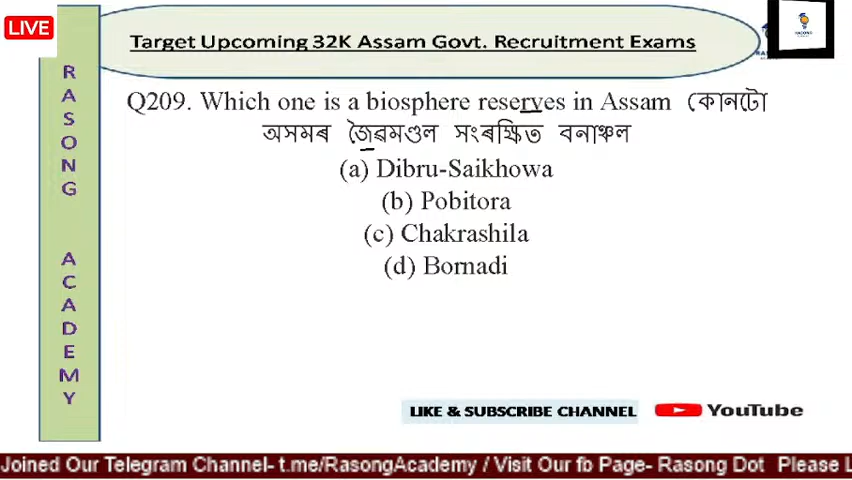 LIVE
Target Upcoming 32K Assam Govt. Recruitment Exams
RASONG ACADEMY
Q209. Which one is a biosphere reserves in Assam কোনটো
অসমৰ জৈৱমণ্ডল সংৰক্ষিত বনাঞ্চল
(a) Dibru-Saikhowa
(b) Pobitora
(c) Chakrashila
(d) Bornadi
LIKE & SUBSCRIBE CHANNEL YouTube
Joined Our Telegram Channel- t.me/RasongAcademy / Visit Our fb Page- Rasong Dot Please L